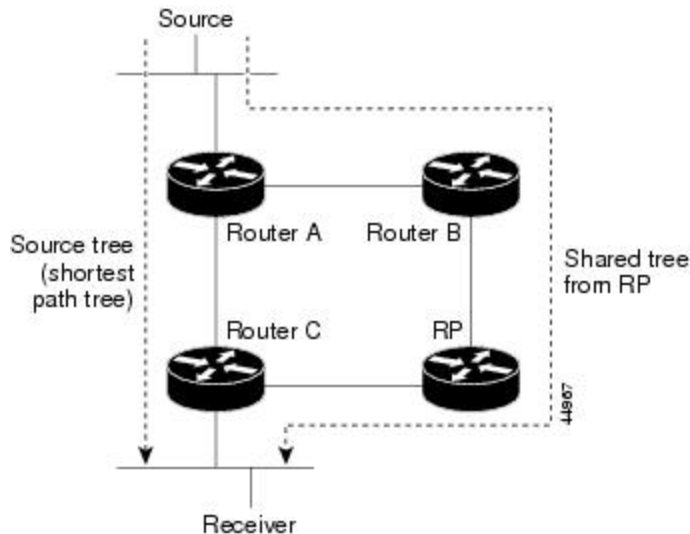 Source
Router A
Router B
Source tree
(shortest
path tree)
Shared tree
from RP
Router C
RP
44967
Receiver